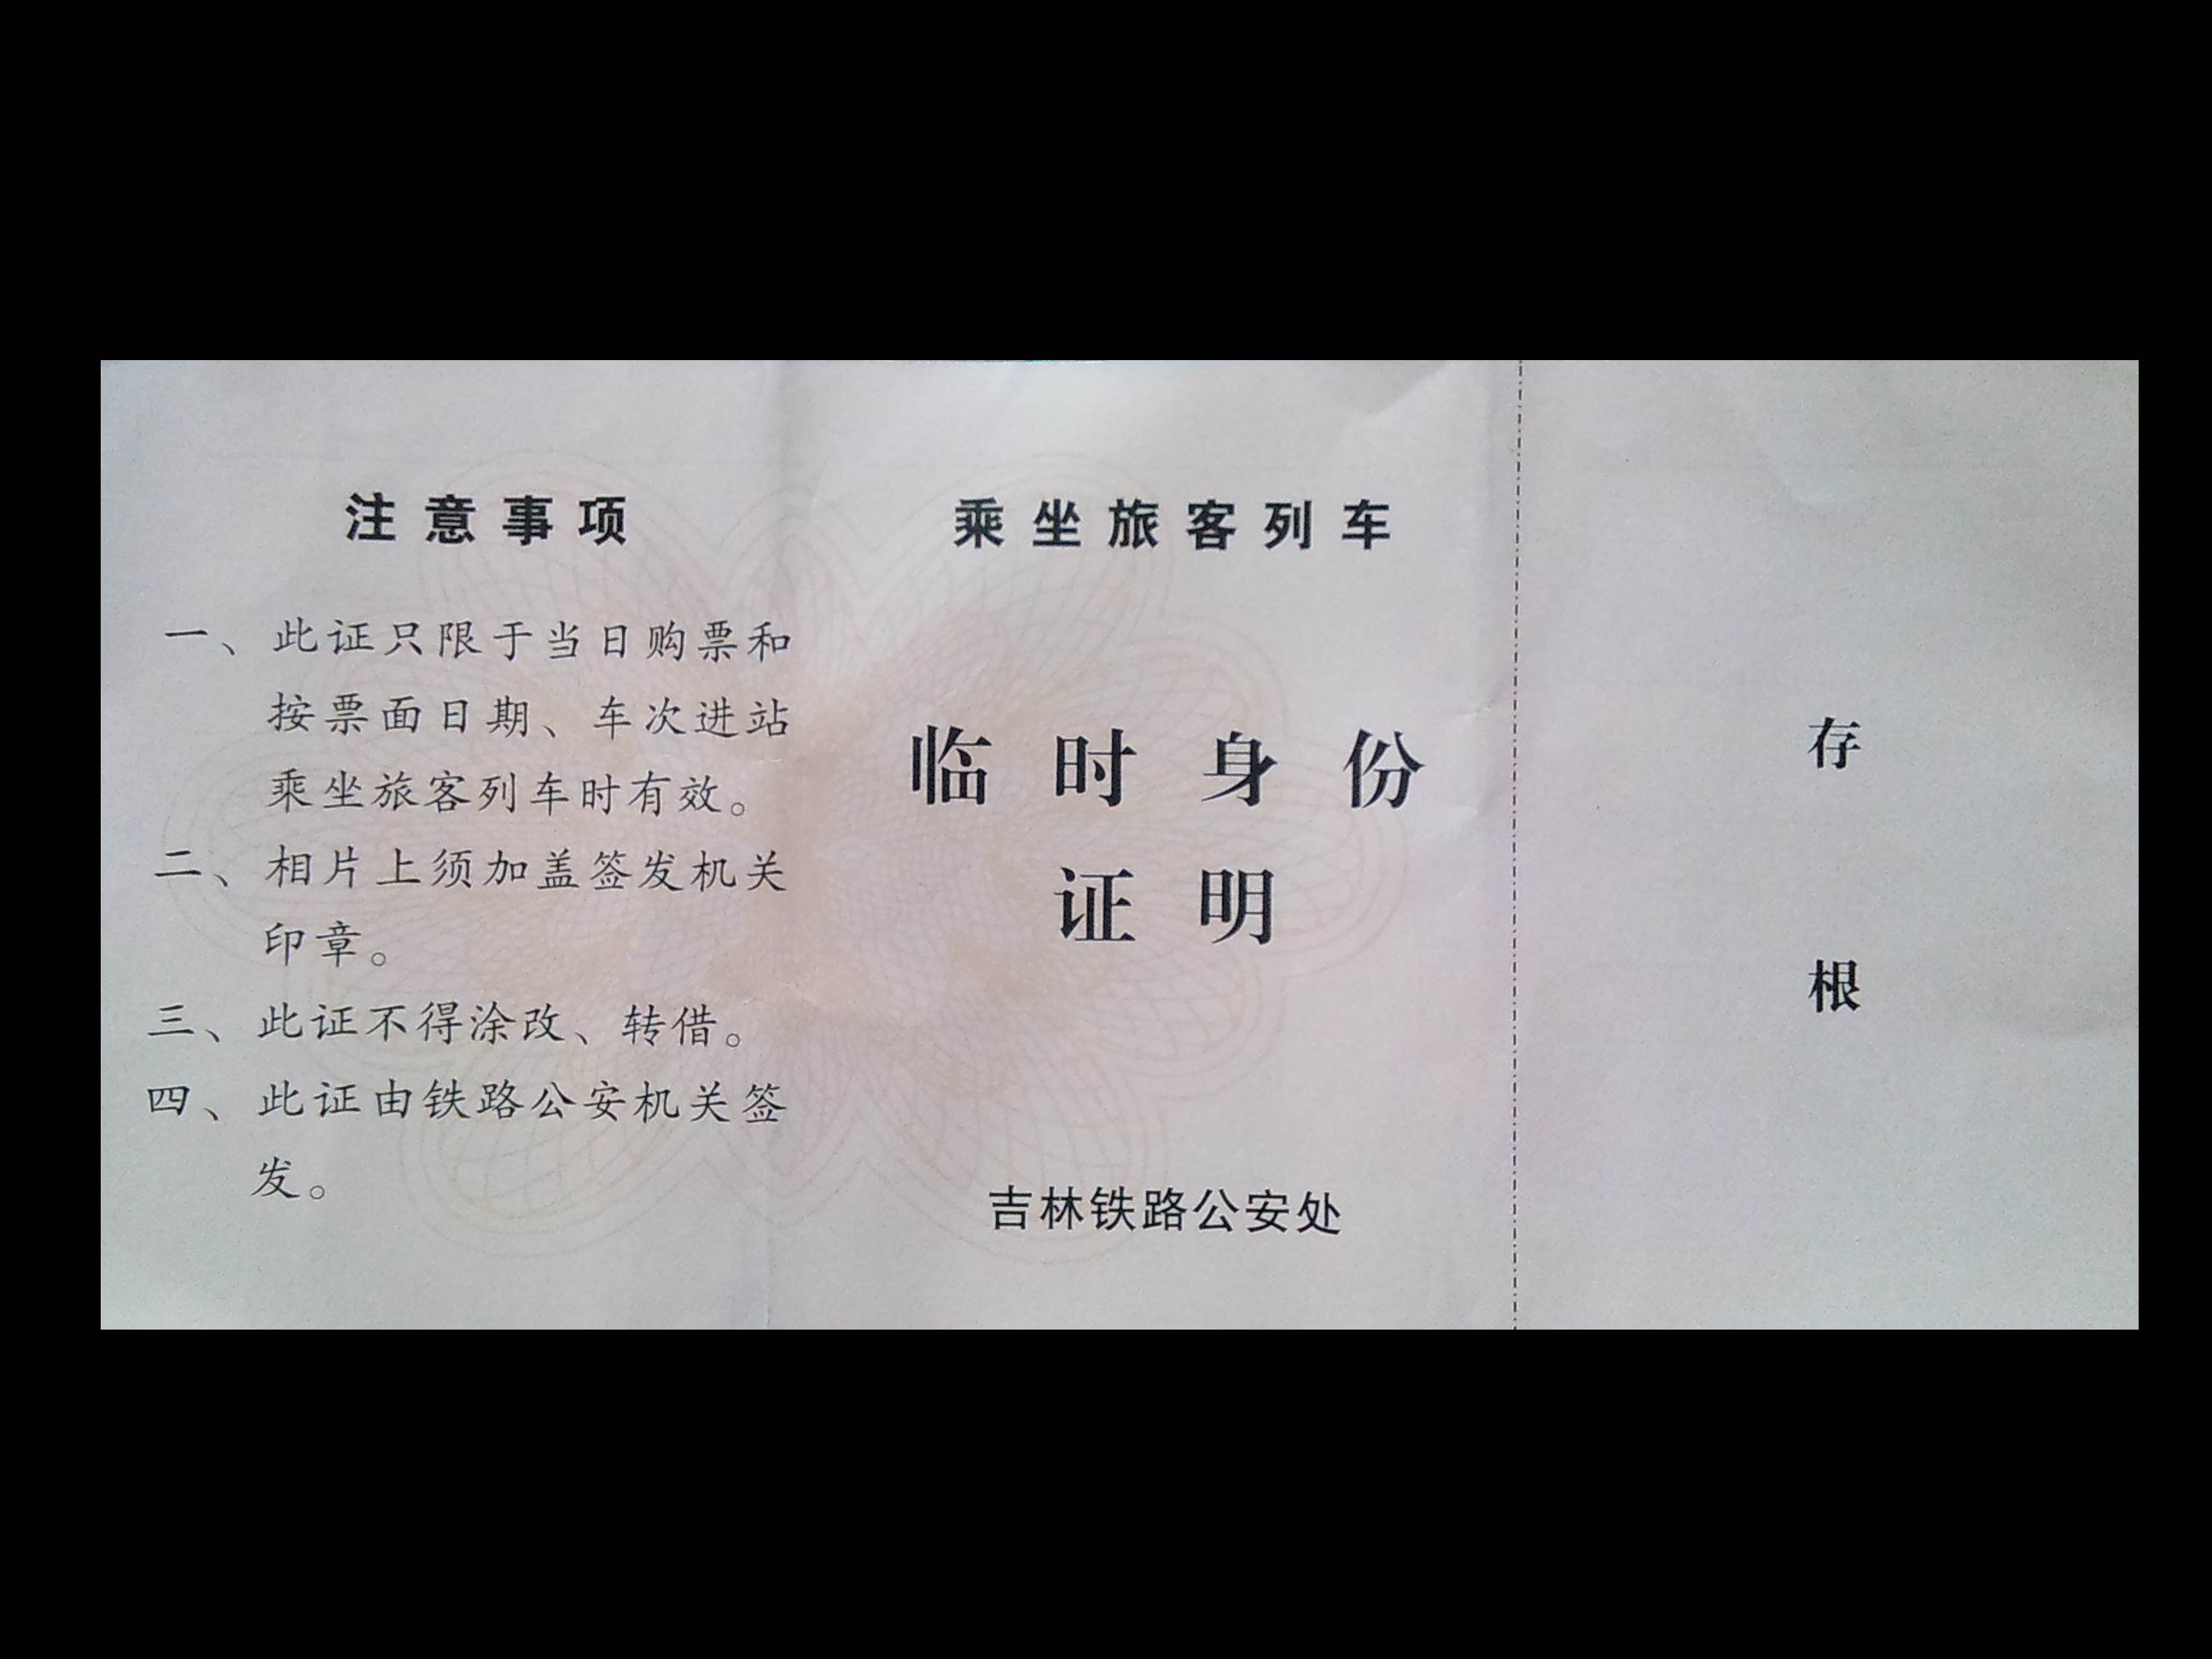 注意事项
一、此证只限于当日购票和
按票面日期、车次进站
乘坐旅客列车时有效。
二、相片上须加盖签发机关
印章。
三、此证不得涂改、转借。
四、此证由铁路公安机关签
发。
乘坐旅客列车
临时身份
证明
吉林铁路公安处
存
根